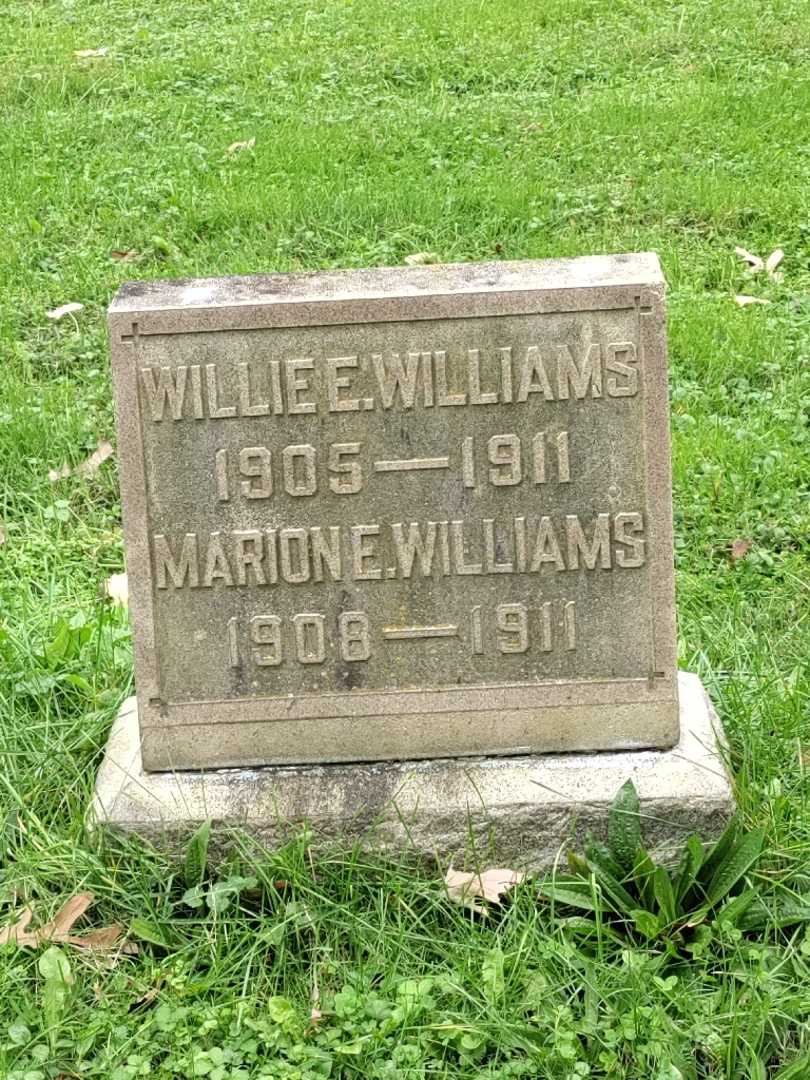 WILLIE E. WILLIAMS
1905—1911
MARION E. WILLIAMS
1908—1911